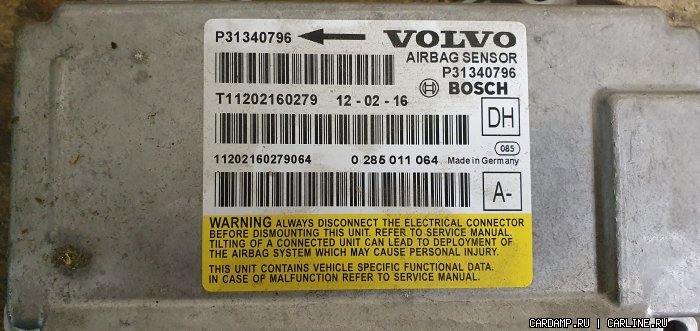 P31340796 VOLVO
AIRBAG SENSOR
P31340796
BOSCH
T11202160279 12-02-16
DH
085
11202160279064 0 285 011 064 Made in Germany
A-
WARNING ALWAYS DISCONNECT THE ELECTRICAL CONNECTOR
BEFORE DISMOUNTING THIS UNIT. REFER TO SERVICE MANUAL.
TILTING OF A CONNECTED UNIT CAN LEAD TO DEPLOYMENT OF
THE AIRBAG SYSTEM WHICH MAY CAUSE PERSONAL INJURY.
THIS UNIT CONTAINS VEHICLE SPECIFIC FUNCTIONAL DATA.
IN CASE OF MALFUNCTION REFER TO SERVICE MANUAL.
CARDAMP.RU | CARLINE.RU